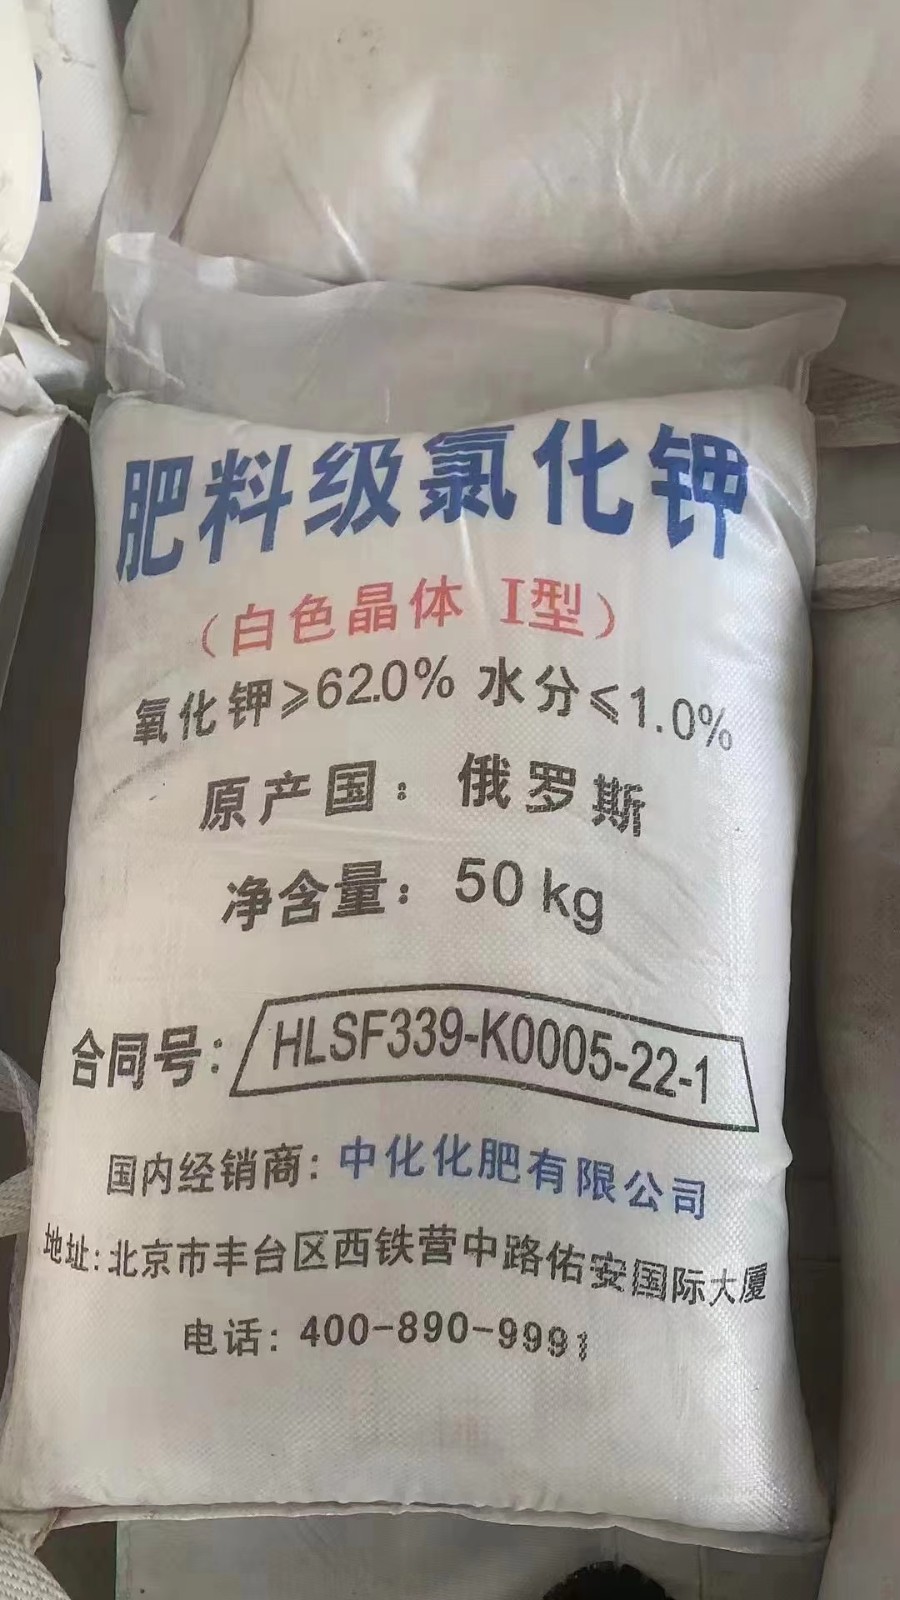 肥料级氯化钾
（白色晶体 I型）
氧化钾≥62.0% 水分≤1.0%
原产国：俄罗斯
净含量：50kg
合同号：HLSF339-K0005-22-1
国内经销商：中化化肥有限公司
地址：北京市丰台区西铁营中路佑安国际大厦
电话：400-890-9991